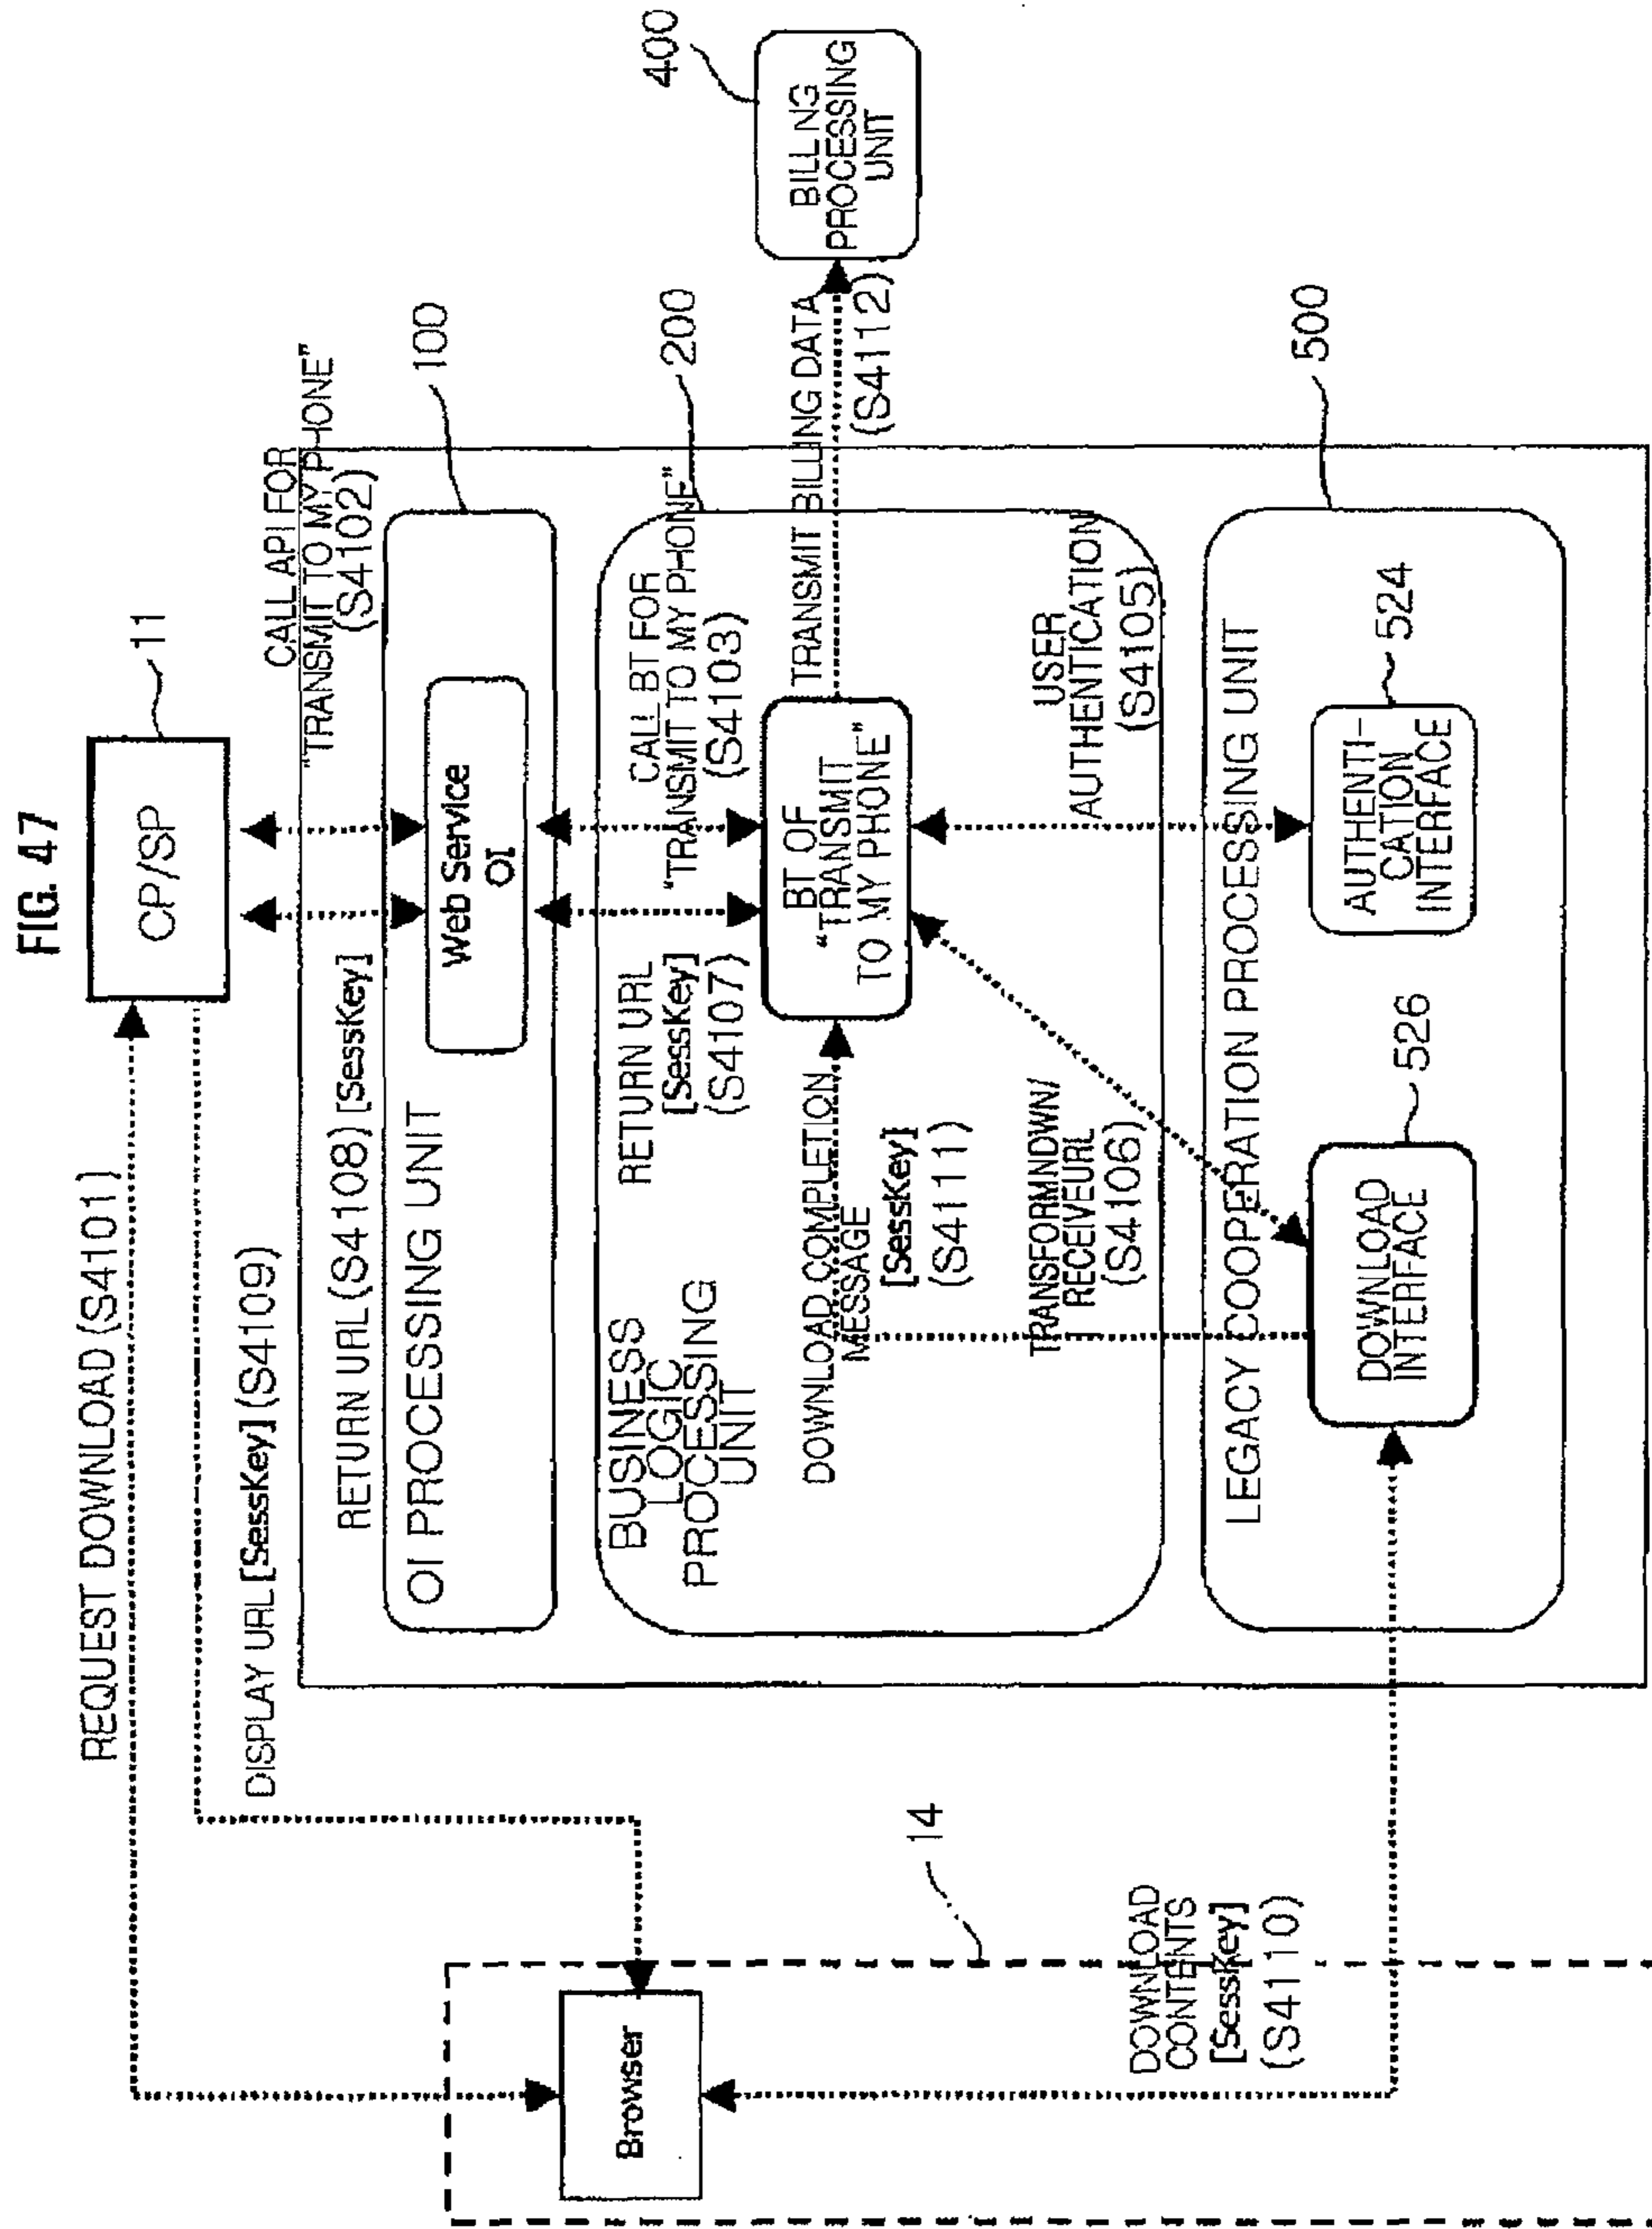 FIG. 47
REQUEST DOWNLOAD (S4101)
CP/SP
11
DISPLAY URL [SessKey] (S4109)
CALL API FOR
"TRANSMIT TO MY PHONE"
(S4102)
RETURN URL (S4108) [SessKey]
OI PROCESSING UNIT
Web Service
OI
100
BUSINESS
LOGIC
PROCESSING
UNIT
RETURN URL
[SessKey]
(S4107)
CALL BT FOR
"TRANSMIT TO MY PHONE"
(S4103)
200
400
BILLNG
PROCESSING
UNIT
BT OF
"TRANSMIT
TO MY PHONE"
TRANSMIT BILLING DATA
(S4112)
DOWNLOAD COMPLETION
MESSAGE
[SessKey]
(S4111)
TRANSFORMNDWN/
RECEIVEURL
(S4106)
USER
AUTHENTICATION
(S4105)
Browser
14
DOWNLOAD
CONTENTS
[SessKey]
(S4110)
LEGACY COOPERATION PROCESSING UNIT
500
DOWNLOAD
INTERFACE
526
AUTHENTI-
CATION
INTERFACE
524